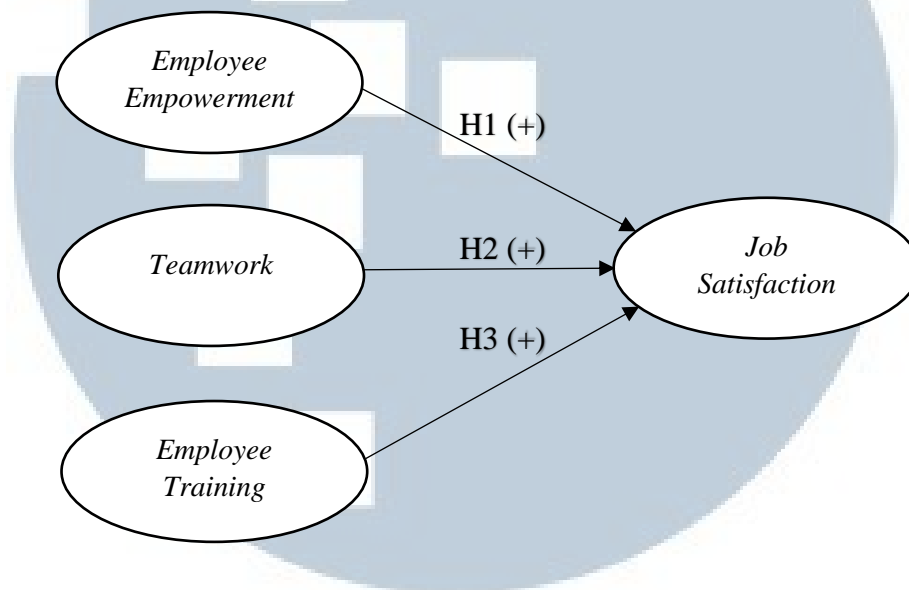 Employee
Empowerment
H1 (+)
Teamwork
H2 (+)
Job
Satisfaction
H3 (+)
Employee
Training